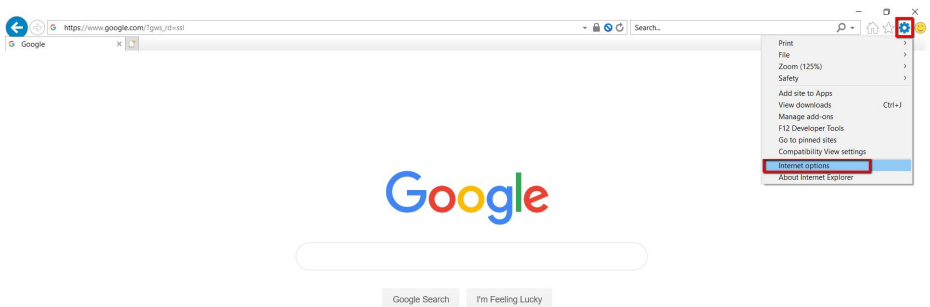 https://www.google.com/?gws_rd=ssl
Search...
G Google
Print
File
Zoom (125%)
Safety
Add site to Apps
View downloads Ctrl+J
Manage add-ons
F12 Developer Tools
Go to pinned sites
Compatibility View settings
Internet options
About Internet Explorer
Google
Google Search I'm Feeling Lucky